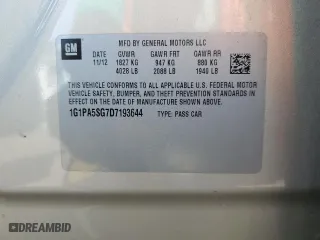 GM
MFD BY GENERAL MOTORS LLC
DATE GVWR GAWR FRT GAWR RR
11/12 1827 KG 947 KG 880 KG
4028 LB 2088 LB 1940 LB
THIS VEHICLE CONFORMS TO ALL APPLICABLE U.S. FEDERAL MOTOR
VEHICLE SAFETY, BUMPER, AND THEFT PREVENTION STANDARDS IN
EFFECT ON THE DATE OF MANUFACTURE SHOWN ABOVE.
1G1PA5SG7D7193644 TYPE: PASS CAR
DREAMBID